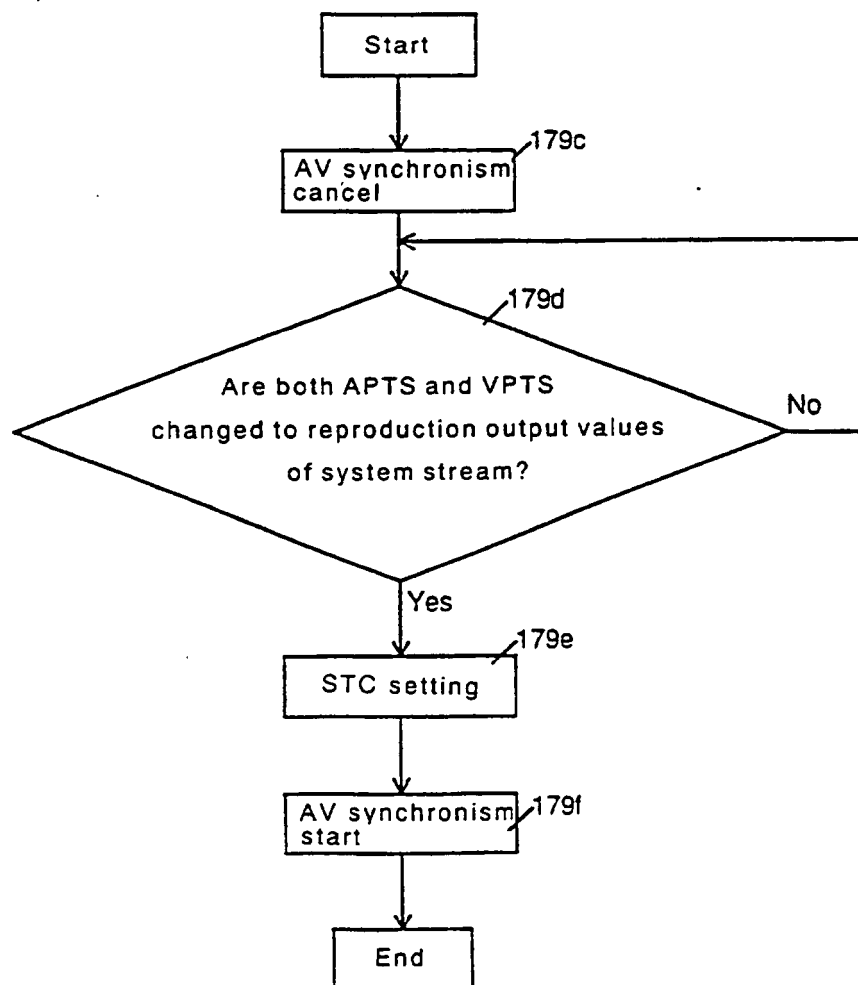 Start
179c
AV synchronism
cancel
179d
Are both APTS and VPTS
changed to reproduction output values
of system stream?
No
Yes
179e
STC setting
179f
AV synchronism
start
End